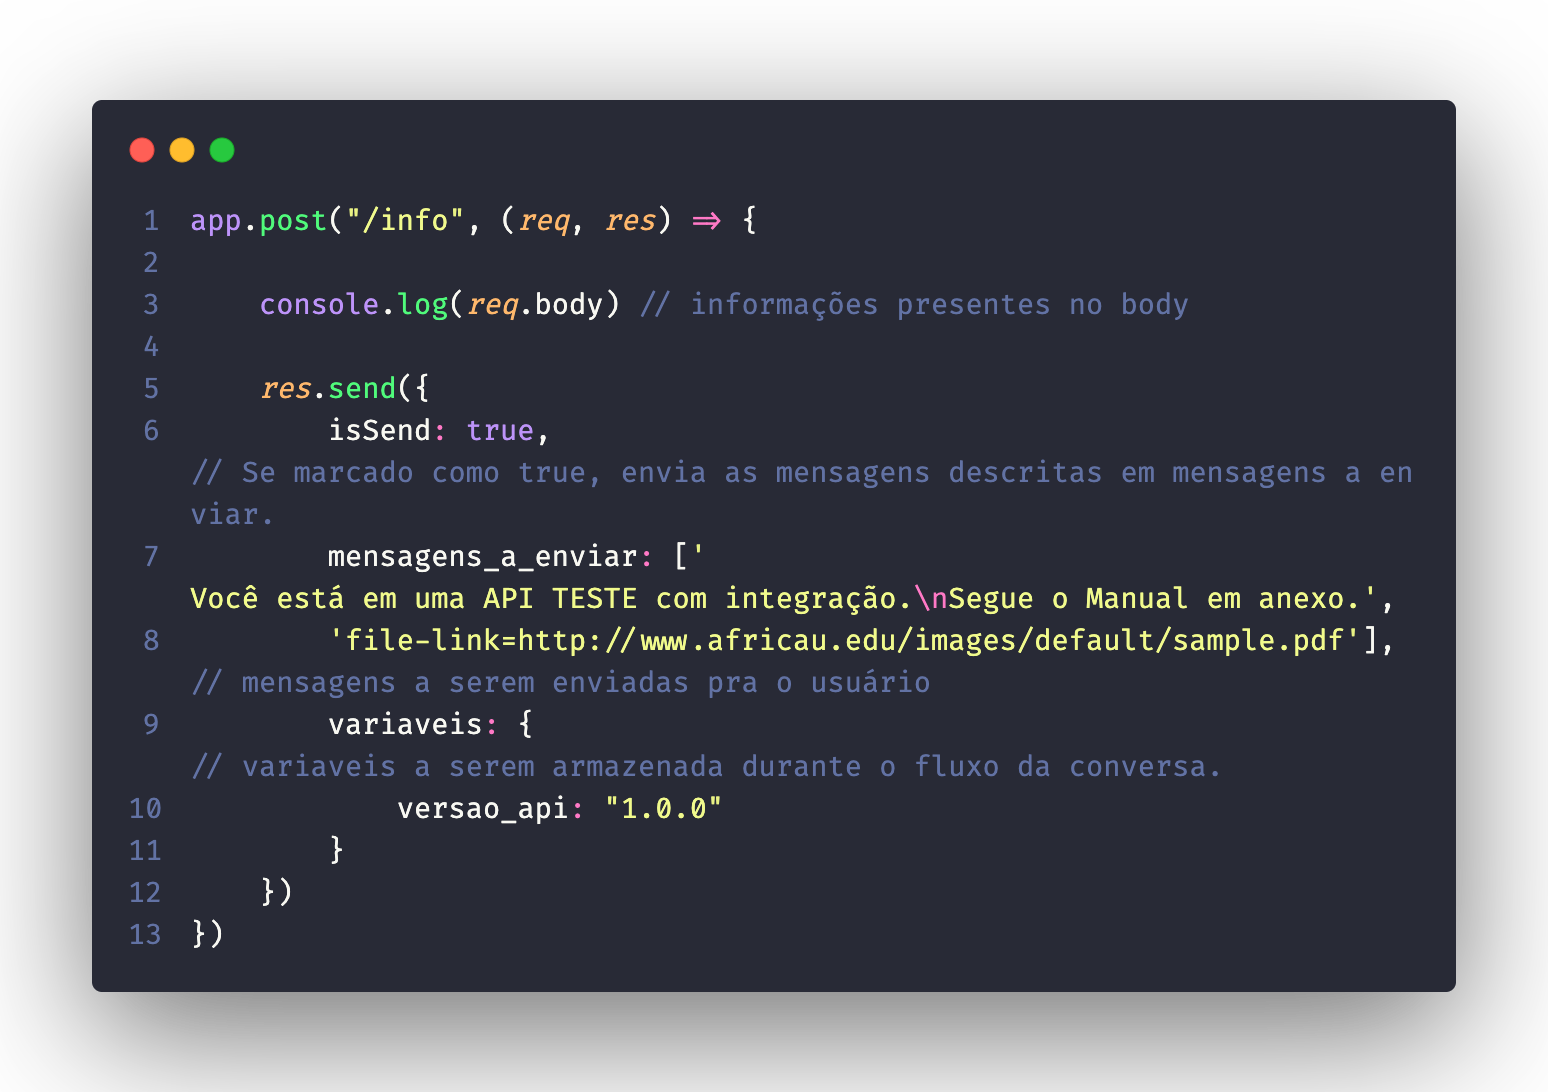 1 app.post("/info", (req, res) => {
2
3 console.log(req.body) // informações presentes no body
4
5 res.send({
6 isSend: true,
// Se marcado como true, envia as mensagens descritas em mensagens a en
viar.
7 mensagens_a_enviar: ['
Você está em uma API TESTE com integração.\nSegue o Manual em anexo.',
8 'file-link=http://www.africau.edu/images/default/sample.pdf'],
// mensagens a serem enviadas pra o usuário
9 variaveis: {
// variaveis a serem armazenada durante o fluxo da conversa.
10 versao_api: "1.0.0"
11 }
12 })
13 })